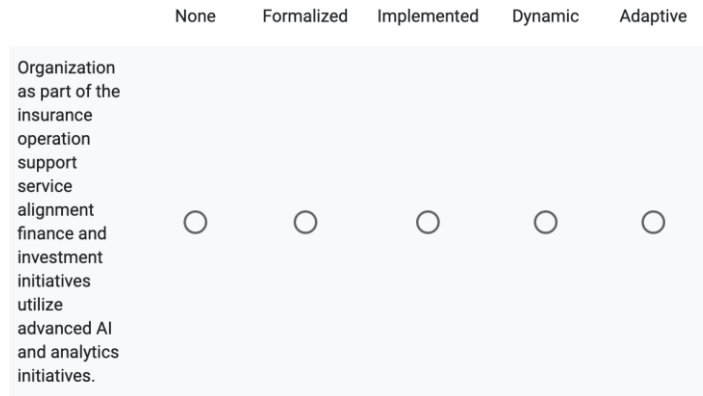 None Formalized Implemented Dynamic Adaptive
Organization
as part of the
insurance
operation
support
service
alignment
finance and
investment
initiatives
utilize
advanced AI
and analytics
initiatives.